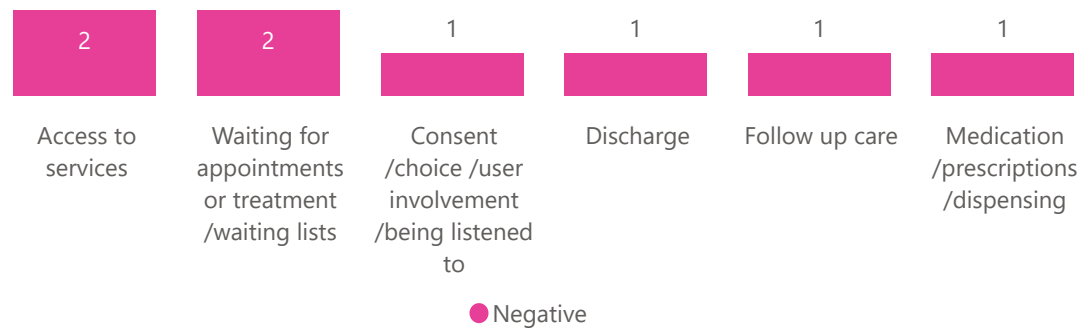 2
2
1
1
1
1
Access to
services
Waiting for
appointments
or treatment
/waiting lists
Consent
/choice /user
involvement
/being listened
to
Discharge
Follow up care
Medication
/prescriptions
/dispensing
Negative